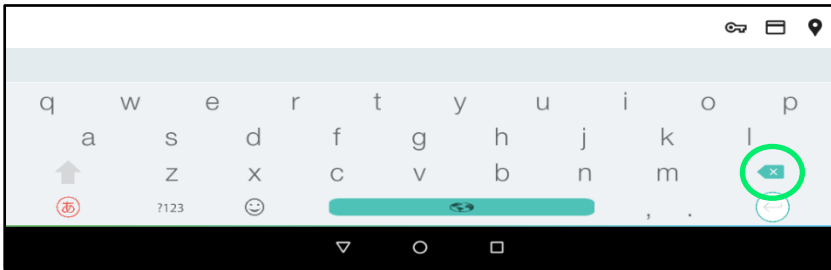 q w e r t y u i o p
a s d f g h j k l
z x c v b n m
あ ?123 , .